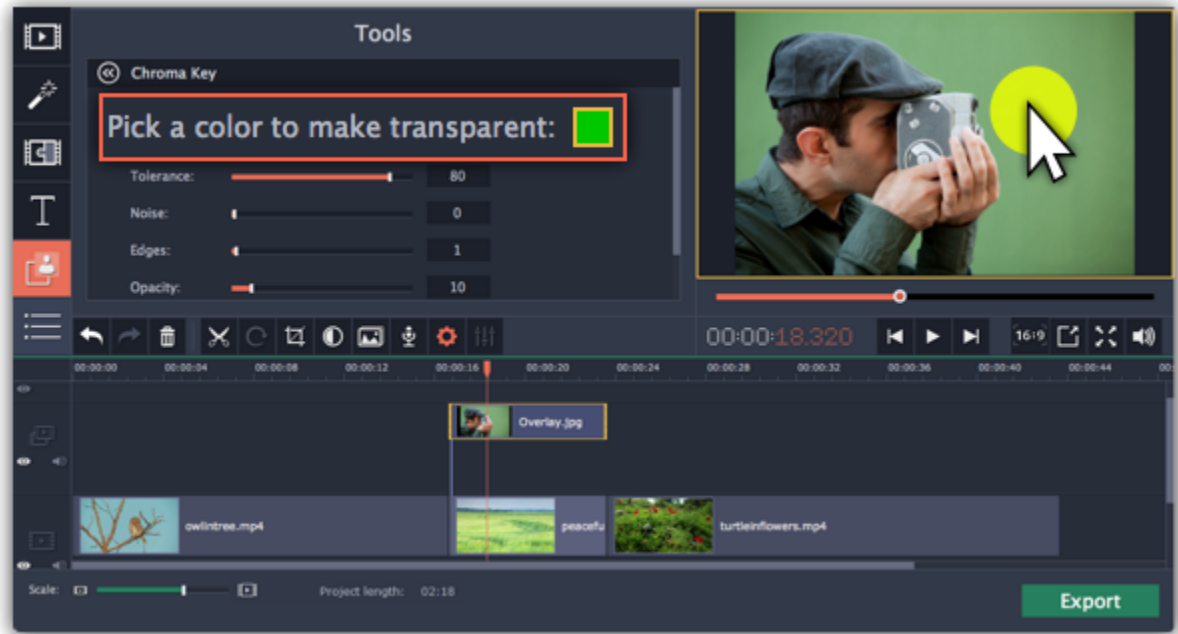 Tools
Chroma Key
Pick a color to make transparent:
Tolerance: 80
Noise: 0
Edges: 1
Opacity: 10
T
00:00:18.320
16:9
00:00:00 00:00:04 00:00:08 00:00:12 00:00:16 00:00:20 00:00:24 00:00:28 00:00:32 00:00:36 00:00:40 00:00:44 00:
Overlay.jpg
owlintree.mp4 peacefu turtleinflowers.mp4
Scale: Project length: 02:18
Export